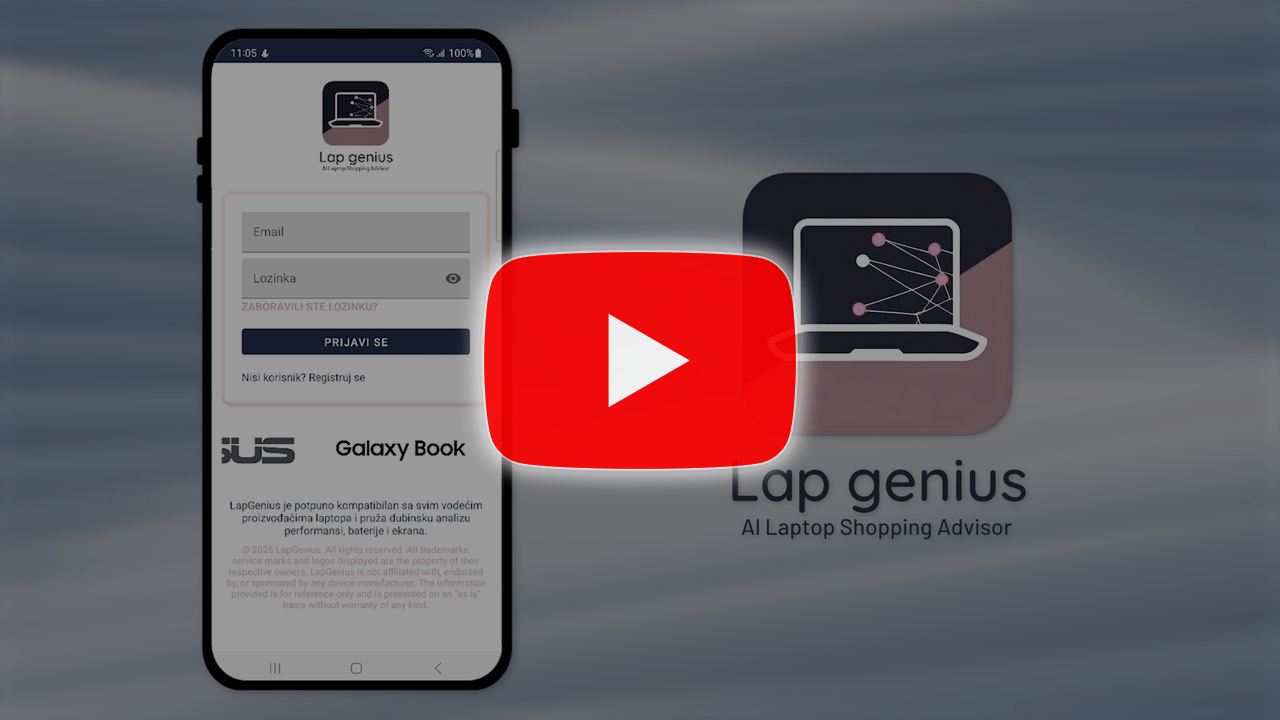 11:05
100%
Lap genius
AI Laptop Shopping Advisor
Email
Lozinka
ZABORAVILI STE LOZINKU?
PRIJAVI SE
Nisi korisnik? Registruj se
SUS
Galaxy Book
LapGenius je potpuno kompatibilan sa svim vodećim
proizvođačima laptopa i pruža dubinsku analizu
performansi, baterije i ekrana.
© 2025 LapGenius. All rights reserved. All trademarks,
service marks and logos displayed are the property of their
respective owners. LapGenius is not affiliated with, endorsed
by, or sponsored by any device manufacturer. The information
provided is for reference only and is presented on an "as is"
basis without warranty of any kind.
Lap genius
AI Laptop Shopping Advisor